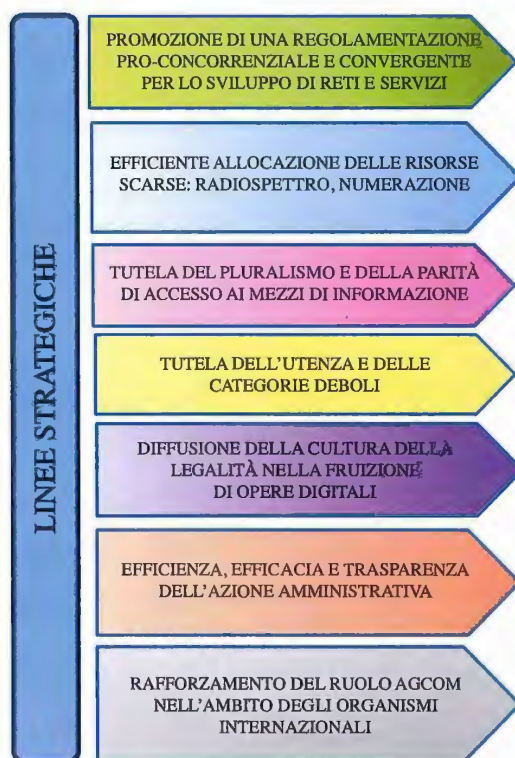 LINEE STRATEGICHE
PROMOZIONE DI UNA REGOLAMENTAZIONE
PRO-CONCORRENZIALE E CONVERGENTE
PER LO SVILUPPO DI RETI E SERVIZI
EFFICIENTE ALLOCAZIONE DELLE RISORSE
SCARSE: RADIOSPETTRO, NUMERAZIONE
TUTELA DEL PLURALISMO E DELLA PARITÀ
DI ACCESSO AI MEZZI DI INFORMAZIONE
TUTELA DELL'UTENZA E DELLE
CATEGORIE DEBOLI
DIFFUSIONE DELLA CULTURA DELLA
LEGALITÀ NELLA FRUIZIONE
DI OPERE DIGITALI
EFFICIENZA, EFFICACIA E TRASPARENZA
DELL'AZIONE AMMINISTRATIVA
RAFFORZAMENTO DEL RUOLO AGCOM
NELL'AMBITO DEGLI ORGANISMI
INTERNAZIONALI